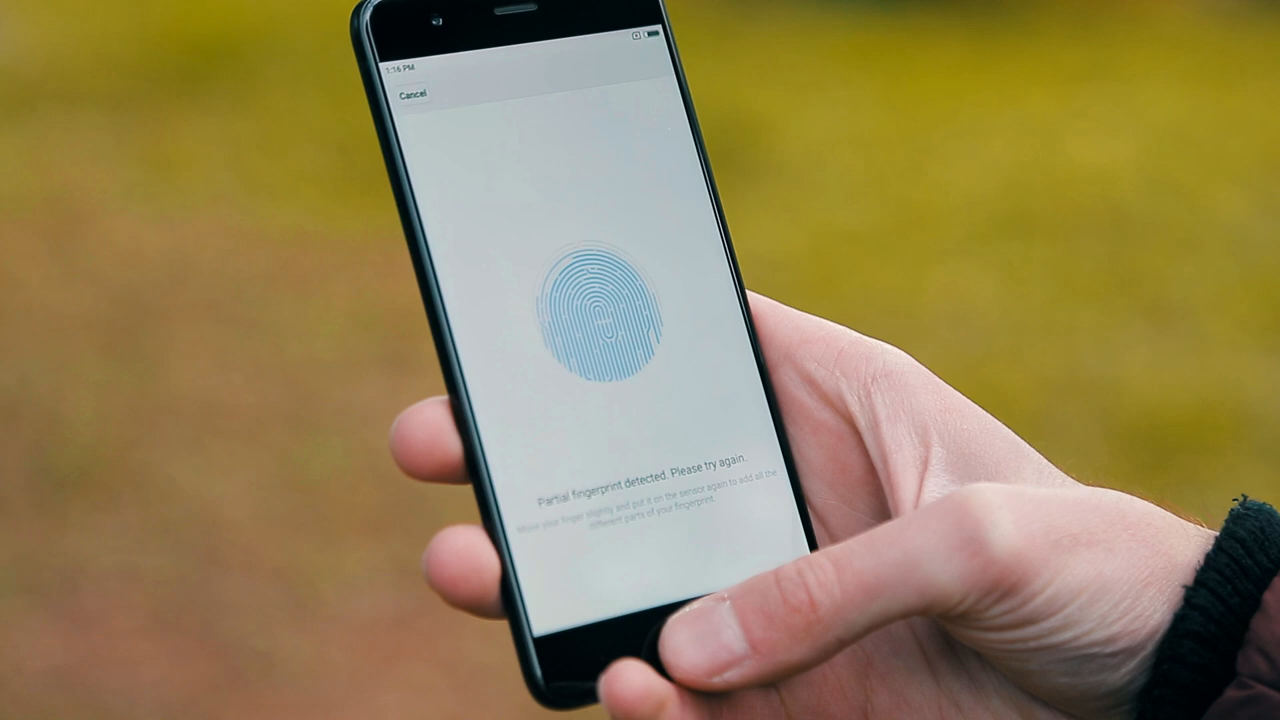 1:16 PM
Cancel
Partial fingerprint detected. Please try again.
Move your finger slightly and put it on the sensor again to add all the
different parts of your fingerprint.